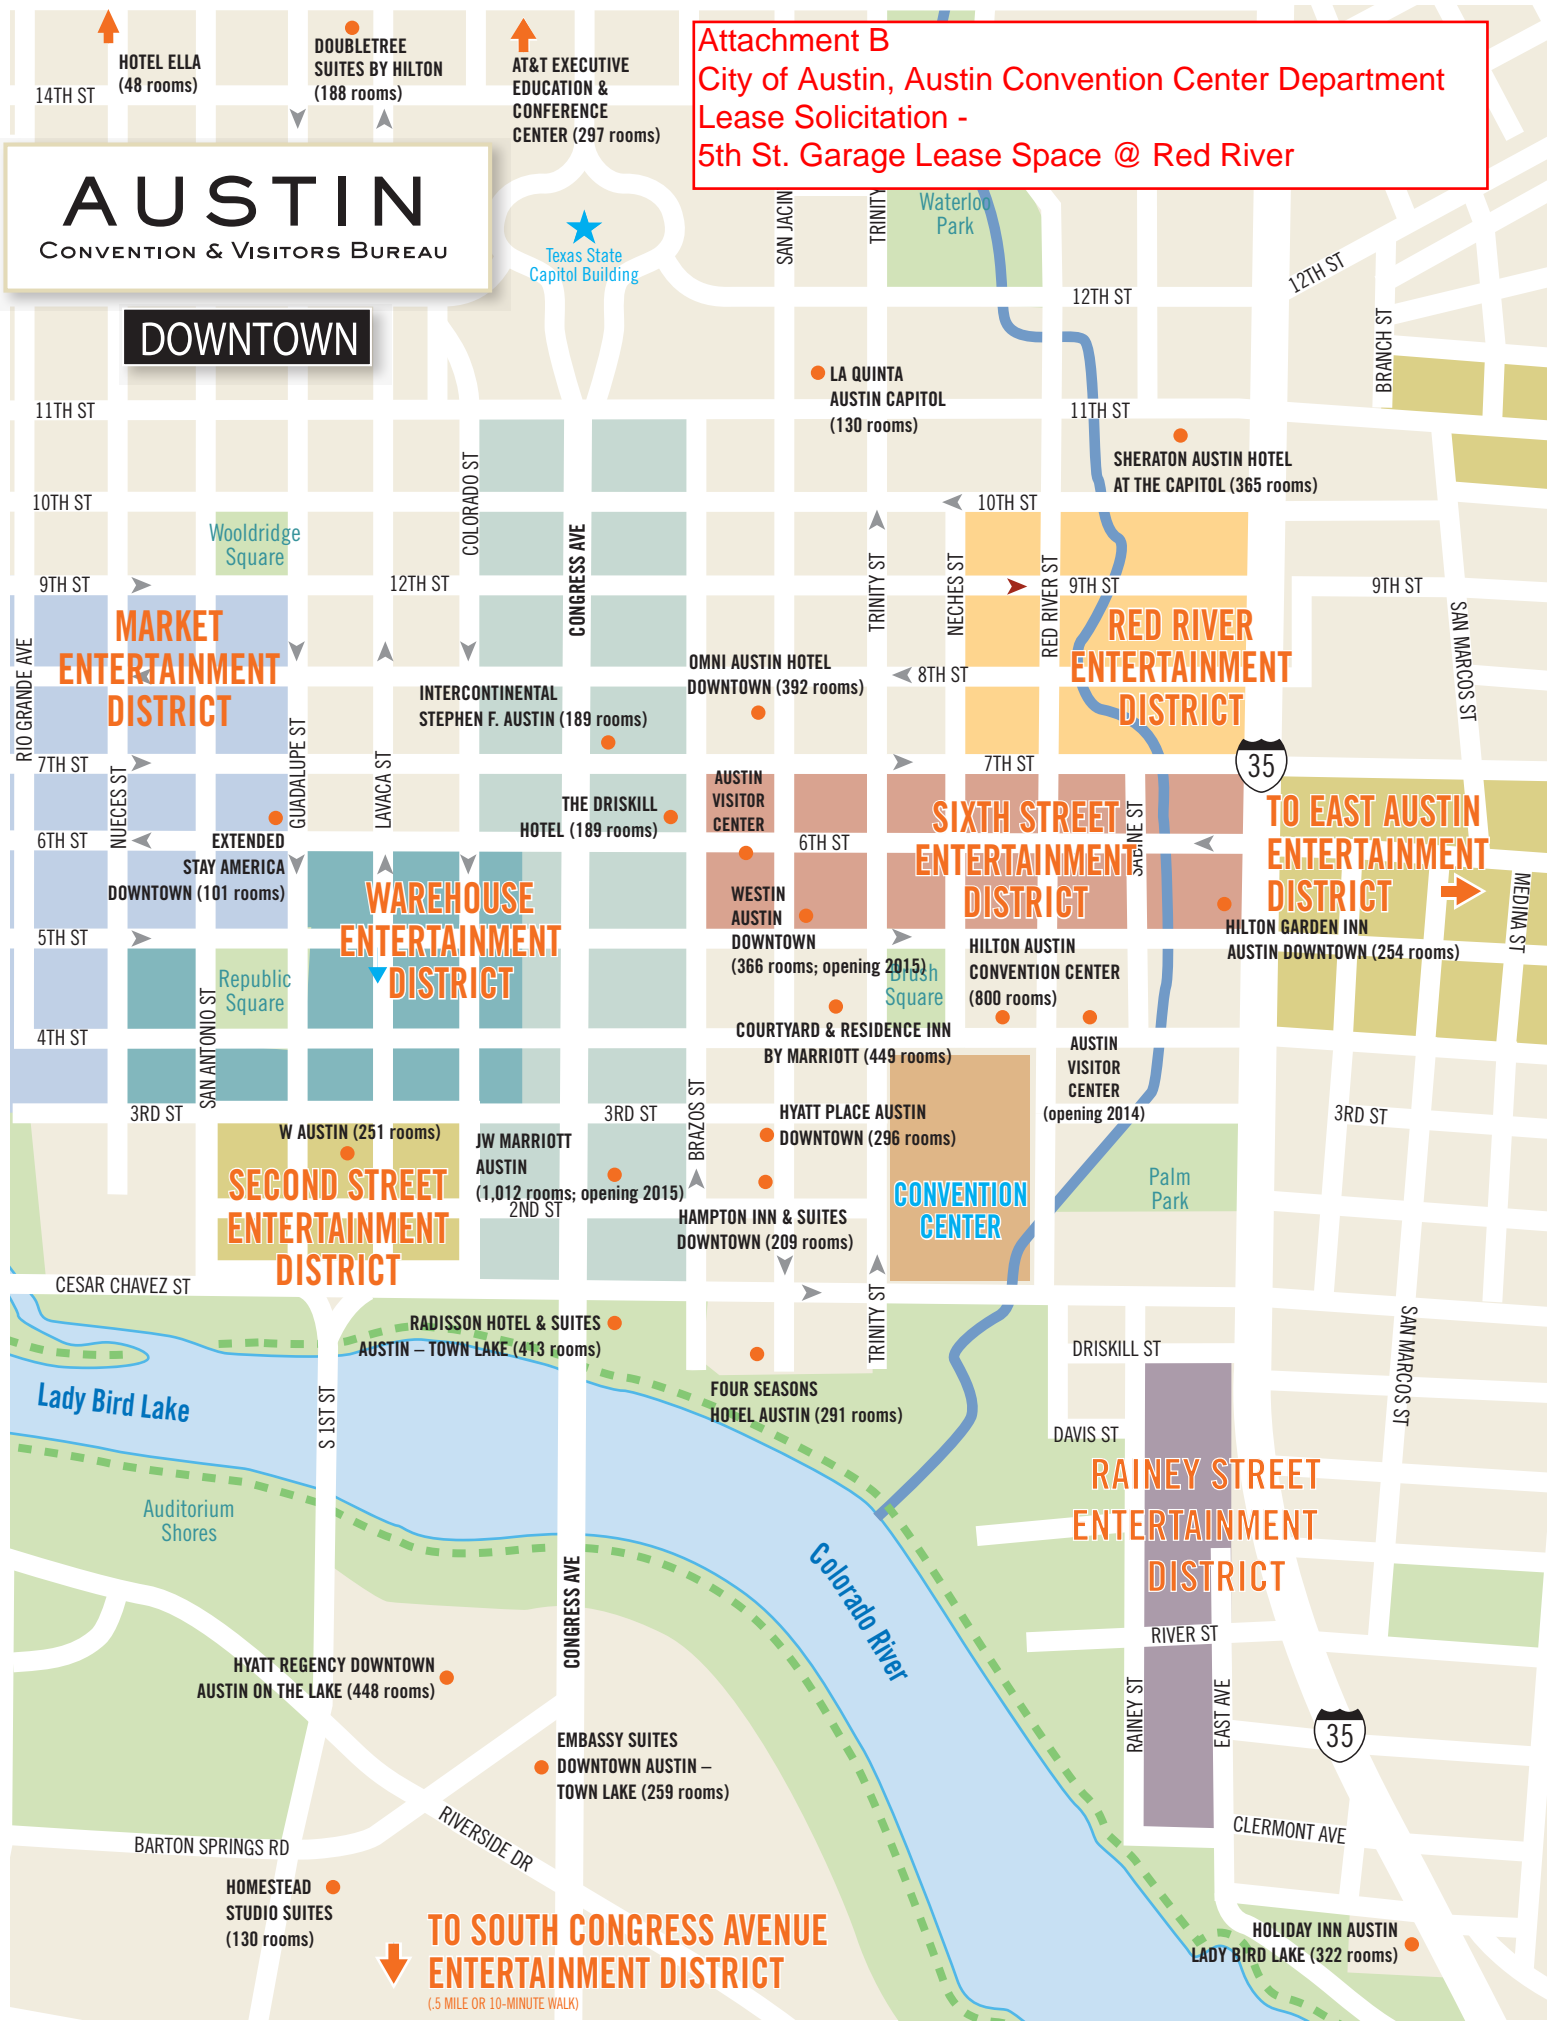 Attachment B
City of Austin, Austin Convention Center Department
Lease Solicitation -
5th St. Garage Lease Space @ Red River
HOTEL ELLA
(48 rooms)
DOUBLETREE
SUITES BY HILTON
(188 rooms)
AT&T EXECUTIVE
EDUCATION &
CONFERENCE
CENTER (297 rooms)
14TH ST
AUSTIN
CONVENTION & VISITORS BUREAU
DOWNTOWN
Texas State
Capitol Building
SAN JACIN
TRINITY
Waterloo
Park
12TH ST
12TH ST
BRANCH ST
LA QUINTA
AUSTIN CAPITOL
(130 rooms)
11TH ST
11TH ST
SHERATON AUSTIN HOTEL
AT THE CAPITOL (365 rooms)
10TH ST
10TH ST
COLORADO ST
CONGRESS AVE
Wooldridge
Square
TRINITY ST
NECHES ST
RED RIVER ST
9TH ST
12TH ST
9TH ST
9TH ST
SAN MARCOS ST
RIO GRANDE AVE
MARKET
ENTERTAINMENT
DISTRICT
RED RIVER
ENTERTAINMENT
DISTRICT
OMNI AUSTIN HOTEL
DOWNTOWN (392 rooms)
8TH ST
INTERCONTINENTAL
STEPHEN F. AUSTIN (189 rooms)
7TH ST
7TH ST
35
NUECES ST
GUADALUPE ST
LAVACA ST
AUSTIN
VISITOR
CENTER
THE DRISKILL
HOTEL (189 rooms)
SIXTH STREET
ENTERTAINMENT
DISTRICT
SABINE ST
TO EAST AUSTIN
ENTERTAINMENT
DISTRICT
6TH ST
6TH ST
EXTENDED
STAY AMERICA
DOWNTOWN (101 rooms)
WAREHOUSE
ENTERTAINMENT
DISTRICT
WESTIN
AUSTIN
DOWNTOWN
(366 rooms; opening 2015)
MEDINA ST
HILTON GARDEN INN
AUSTIN DOWNTOWN (254 rooms)
5TH ST
HILTON AUSTIN
CONVENTION CENTER
(800 rooms)
Republic
Square
Brush
Square
SAN ANTONIO ST
COURTYARD & RESIDENCE INN
BY MARRIOTT (449 rooms)
AUSTIN
VISITOR
CENTER
(opening 2014)
4TH ST
3RD ST
3RD ST
3RD ST
BRAZOS ST
HYATT PLACE AUSTIN
DOWNTOWN (296 rooms)
W AUSTIN (251 rooms)
JW MARRIOTT
AUSTIN
(1,012 rooms; opening 2015)
SECOND STREET
ENTERTAINMENT
DISTRICT
2ND ST
CONVENTION
CENTER
Palm
Park
HAMPTON INN & SUITES
DOWNTOWN (209 rooms)
CESAR CHAVEZ ST
TRINITY ST
RADISSON HOTEL & SUITES
AUSTIN – TOWN LAKE (413 rooms)
DRISKILL ST
SAN MARCOS ST
FOUR SEASONS
HOTEL AUSTIN (291 rooms)
Lady Bird Lake
S 1ST ST
DAVIS ST
RAINEY STREET
ENTERTAINMENT
DISTRICT
Auditorium
Shores
CONGRESS AVE
Colorado River
RIVER ST
RAINEY ST
EAST AVE
HYATT REGENCY DOWNTOWN
AUSTIN ON THE LAKE (448 rooms)
35
EMBASSY SUITES
DOWNTOWN AUSTIN –
TOWN LAKE (259 rooms)
RIVERSIDE DR
CLERMONT AVE
BARTON SPRINGS RD
HOMESTEAD
STUDIO SUITES
(130 rooms)
TO SOUTH CONGRESS AVENUE
ENTERTAINMENT DISTRICT
(.5 MILE OR 10-MINUTE WALK)
HOLIDAY INN AUSTIN
LADY BIRD LAKE (322 rooms)